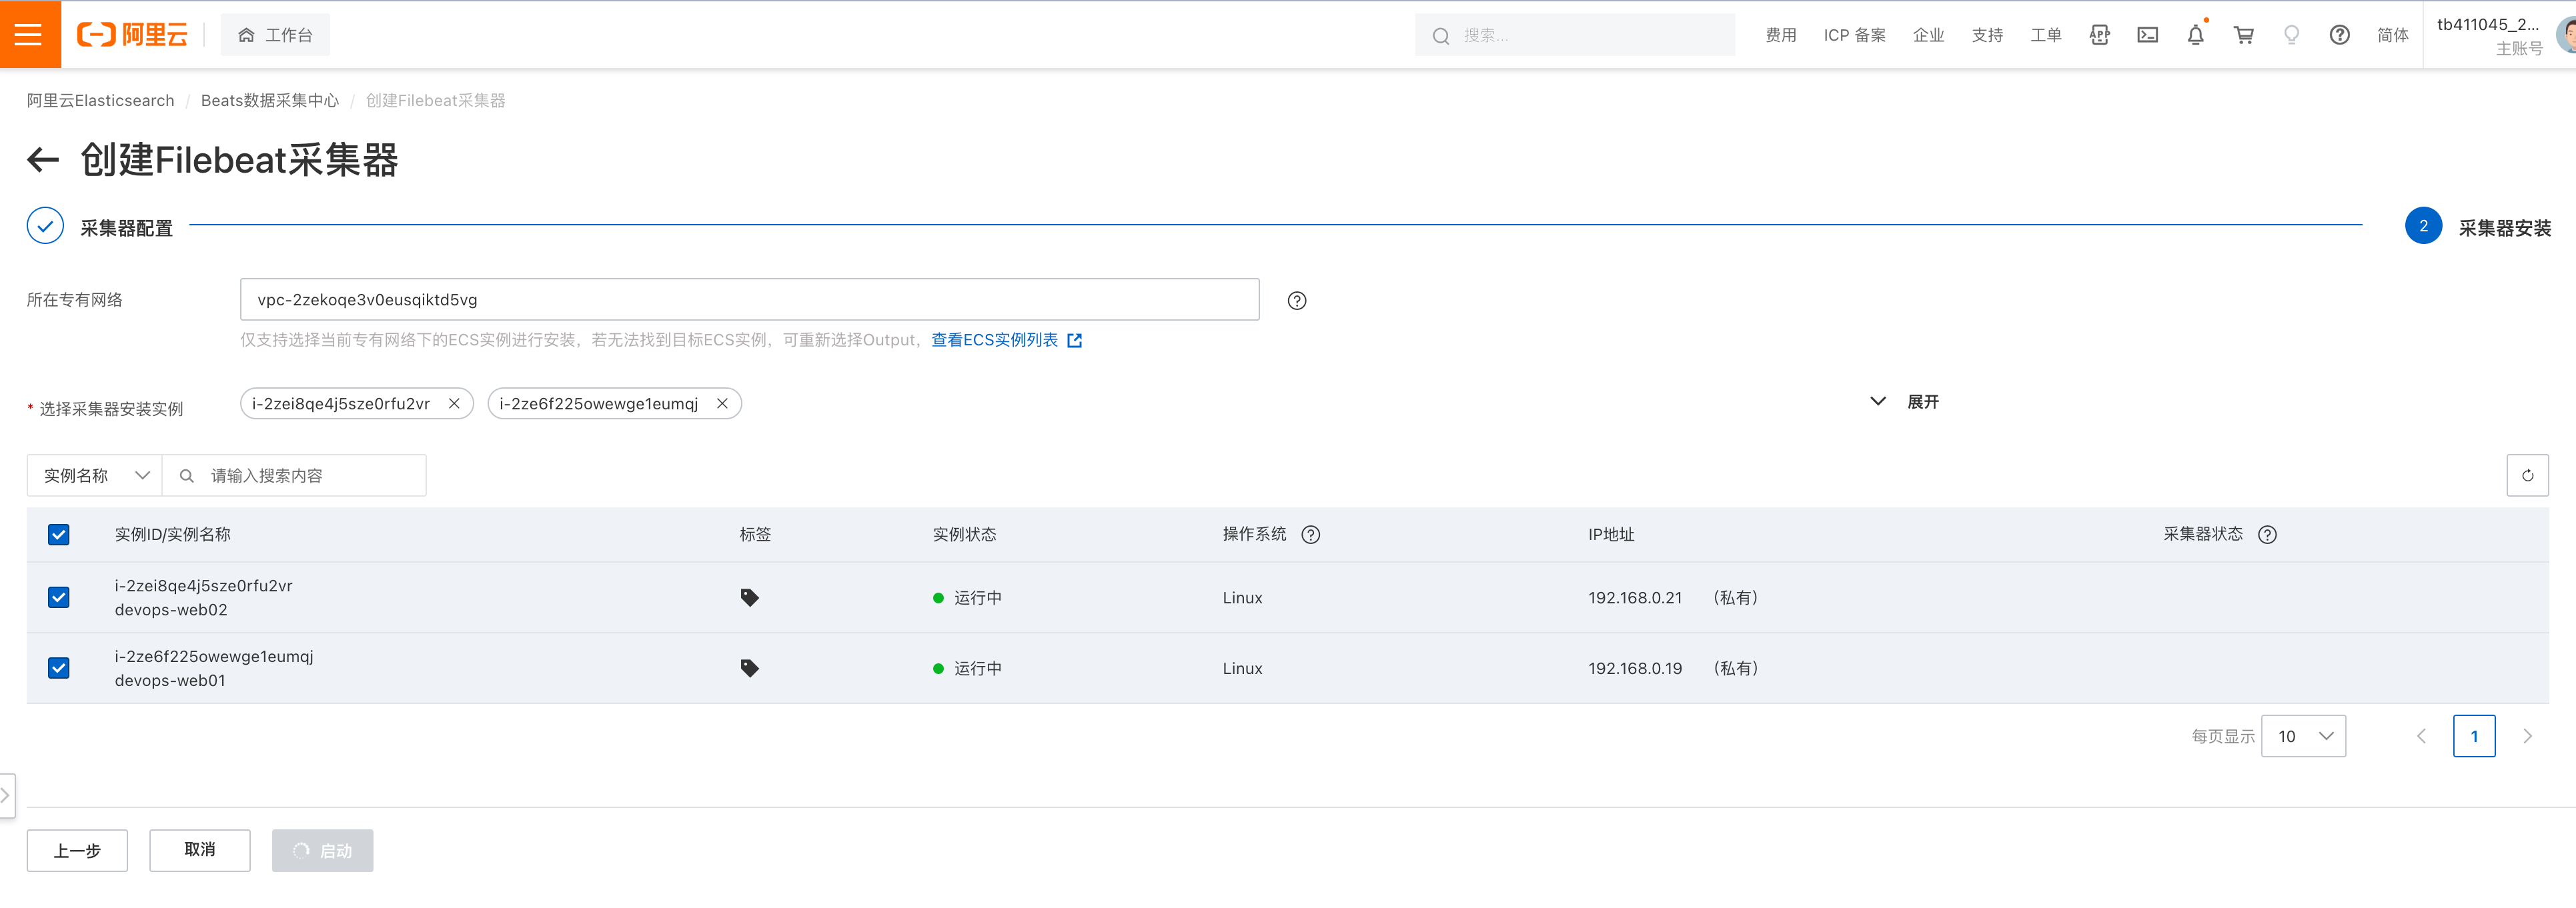 阿里云
工作台
搜索...
费用
ICP 备案
企业
支持
工单
APP
简体
tb411045_2...
主账号
阿里云Elasticsearch / Beats数据采集中心 / 创建Filebeat采集器
创建Filebeat采集器
采集器配置
2 采集器安装
所在专有网络
vpc-2zekoqe3v0eusqiktd5vg
仅支持选择当前专有网络下的ECS实例进行安装，若无法找到目标ECS实例，可重新选择Output，查看ECS实例列表
* 选择采集器安装实例
i-2zei8qe4j5sze0rfu2vr
i-2ze6f225owewge1eumqj
展开
实例名称
请输入搜索内容
实例ID/实例名称 标签 实例状态 操作系统 IP地址 采集器状态
i-2zei8qe4j5sze0rfu2vr
devops-web02
运行中 Linux 192.168.0.21 （私有）
i-2ze6f225owewge1eumqj
devops-web01
运行中 Linux 192.168.0.19 （私有）
每页显示 10 1
上一步 取消 启动